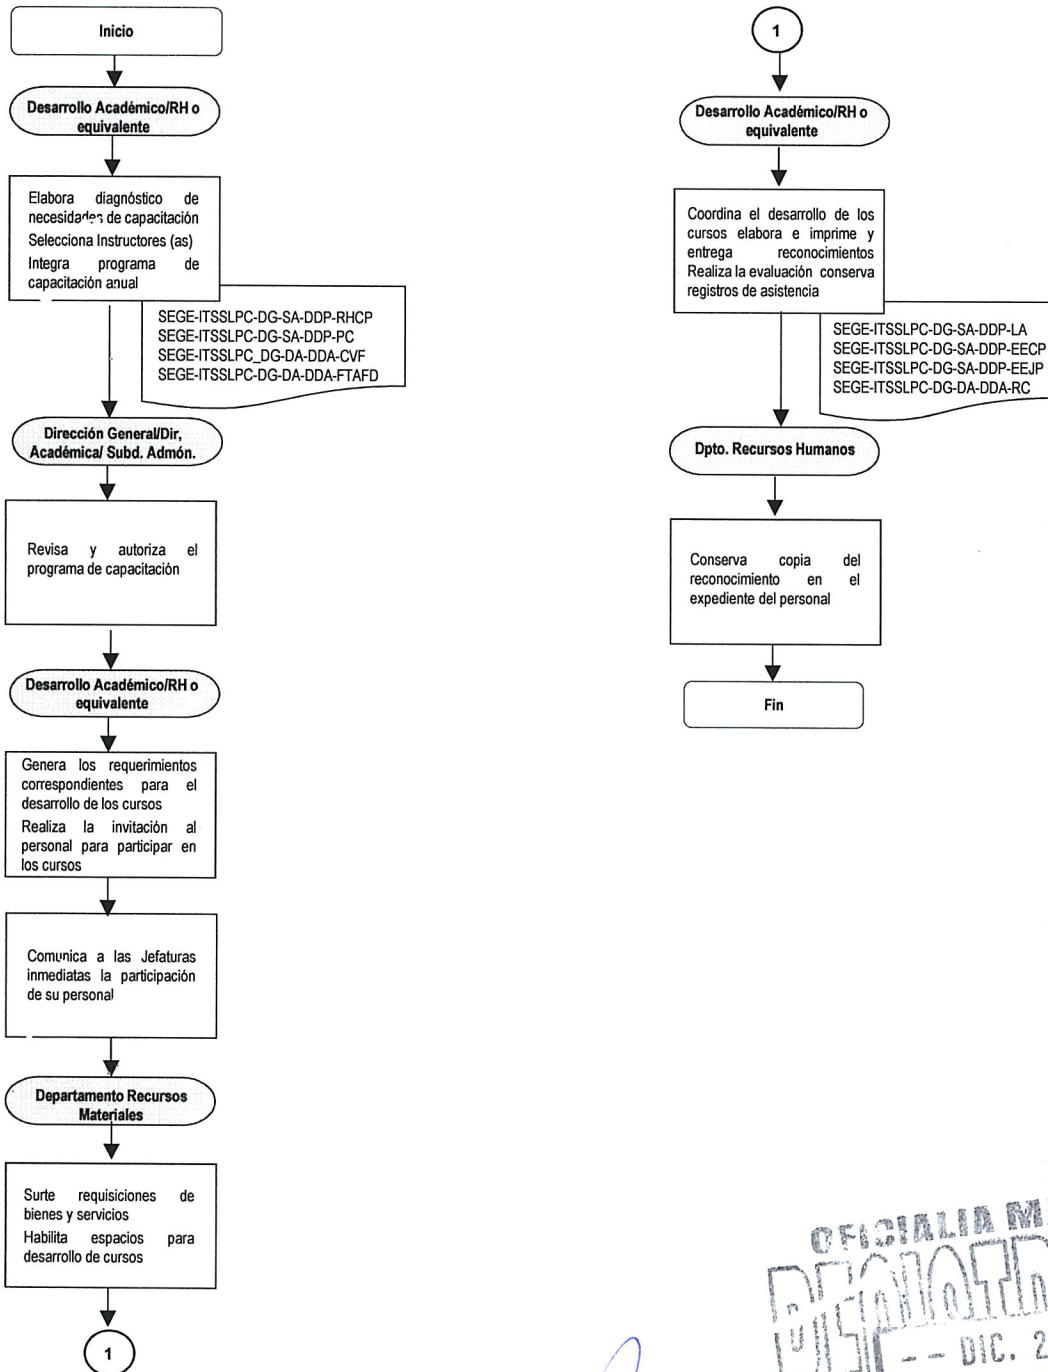 Inicio
Desarrollo Académico/RH o
equivalente
Elabora diagnóstico de
necesidades de capacitación
Selecciona Instructores (as)
Integra programa de
capacitación anual
SEGE-ITSSLPC-DG-SA-DDP-RHCP
SEGE-ITSSLPC-DG-SA-DDP-PC
SEGE-ITSSLPC_DG-DA-DDA-CVF
SEGE-ITSSLPC-DG-DA-DDA-FTAFD
Dirección General/Dir,
Académica/ Subd. Admón.
Revisa y autoriza el
programa de capacitación
Desarrollo Académico/RH o
equivalente
Genera los requerimientos
correspondientes para el
desarrollo de los cursos
Realiza la invitación al
personal para participar en
los cursos
Comunica a las Jefaturas
inmediatas la participación
de su personal
Departamento Recursos
Materiales
Surte requisiciones de
bienes y servicios
Habilita espacios para
desarrollo de cursos
1
1
Desarrollo Académico/RH o
equivalente
Coordina el desarrollo de los
cursos elabora e imprime y
entrega reconocimientos
Realiza la evaluación conserva
registros de asistencia
SEGE-ITSSLPC-DG-SA-DDP-LA
SEGE-ITSSLPC-DG-SA-DDP-EECP
SEGE-ITSSLPC-DG-SA-DDP-EEJP
SEGE-ITSSLPC-DG-DA-DDA-RC
Dpto. Recursos Humanos
Conserva copia del
reconocimiento en el
expediente del personal
Fin
OFICIALIA M
DIC. 2